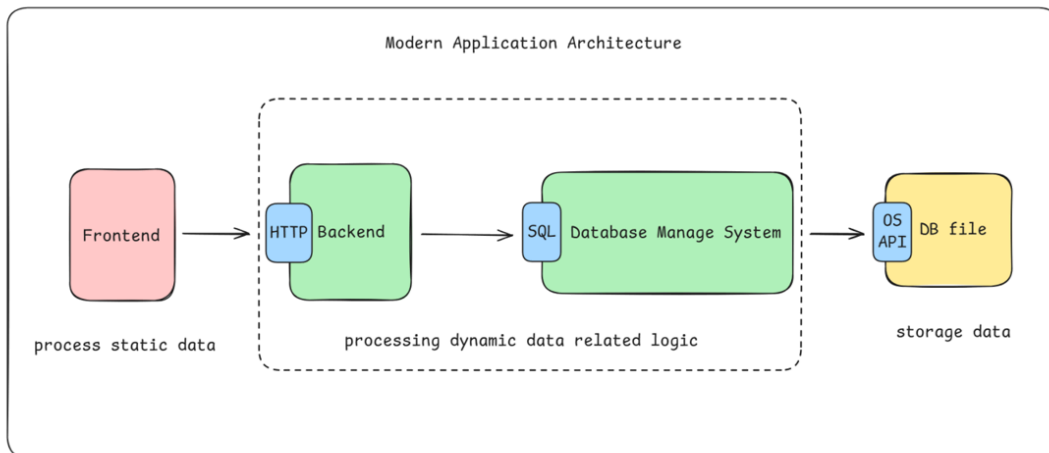 Modern Application Architecture
Frontend
HTTP
Backend
SQL
Database Manage System
OS
API
DB file
process static data
processing dynamic data related logic
storage data